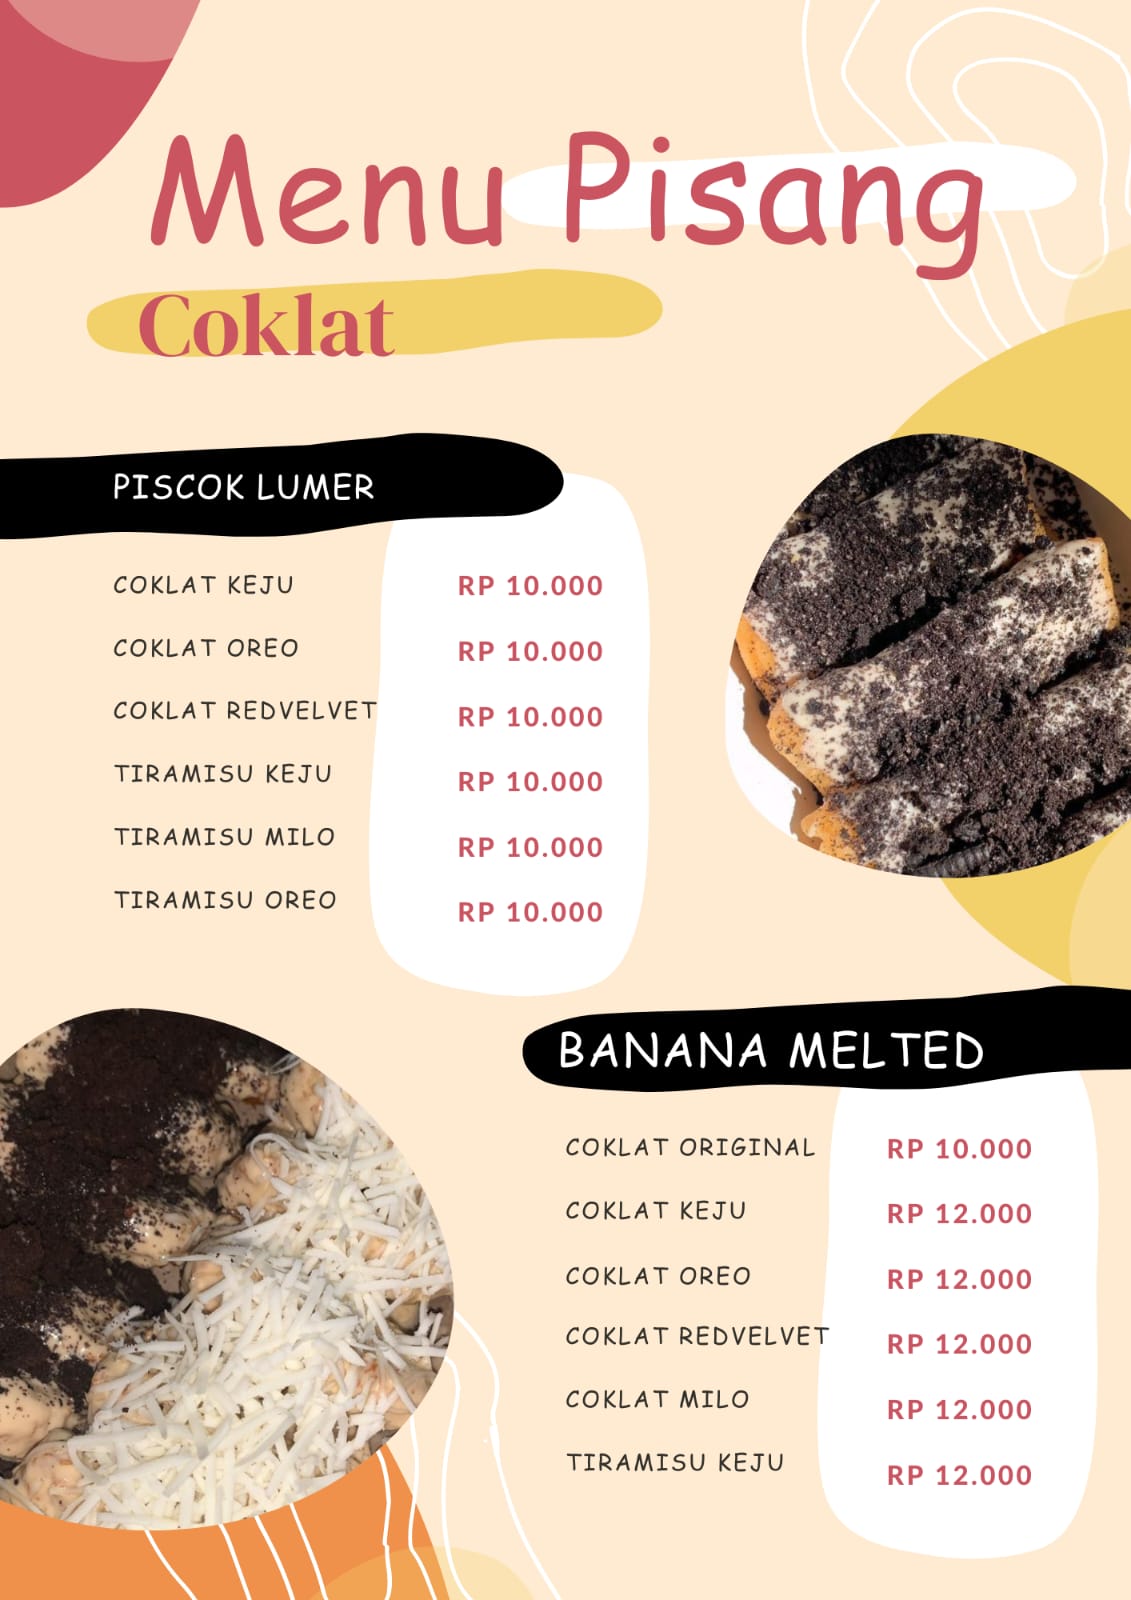 Menu Pisang
Coklat
PISCOK LUMER
COKLAT KEJU RP 10.000
COKLAT OREO RP 10.000
COKLAT REDVELVET RP 10.000
TIRAMISU KEJU RP 10.000
TIRAMISU MILO RP 10.000
TIRAMISU OREO RP 10.000
BANANA MELTED
COKLAT ORIGINAL RP 10.000
COKLAT KEJU RP 12.000
COKLAT OREO RP 12.000
COKLAT REDVELVET RP 12.000
COKLAT MILO RP 12.000
TIRAMISU KEJU RP 12.000